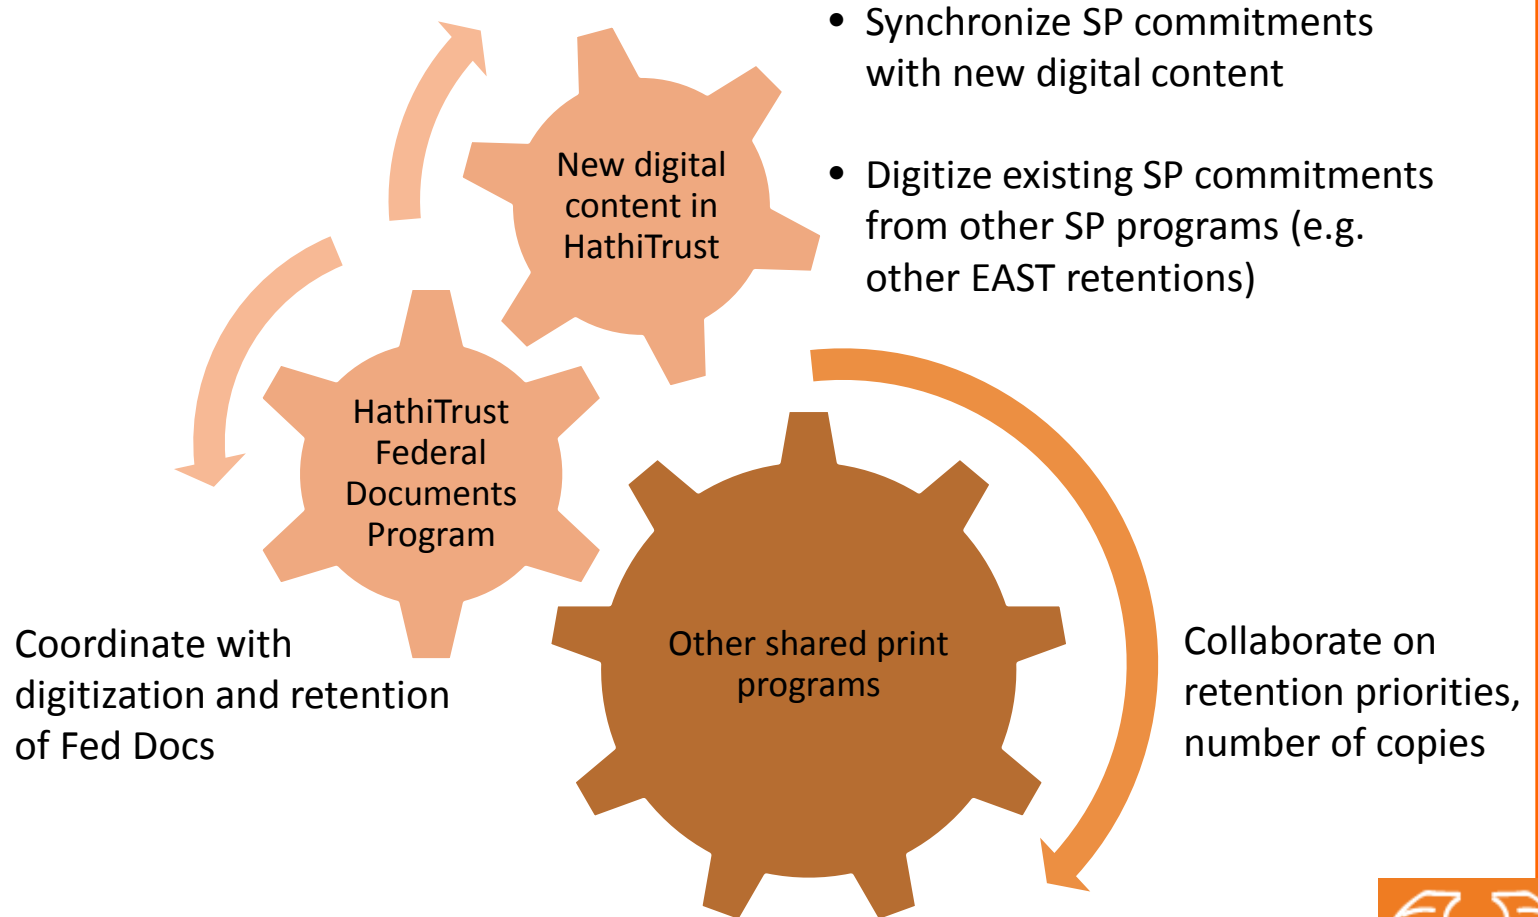 • Synchronize SP commitments
with new digital content
• Digitize existing SP commitments
from other SP programs (e.g.
other EAST retentions)
New digital
content in
HathiTrust
HathiTrust
Federal
Documents
Program
Coordinate with
digitization and retention
of Fed Docs
Other shared print
programs
Collaborate on
retention priorities,
number of copies